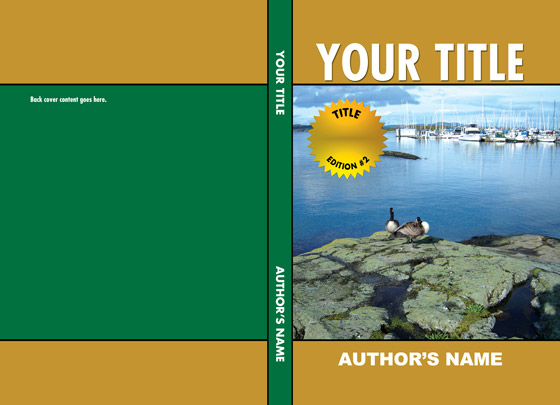 Back cover content goes here.
YOUR TITLE
AUTHOR'S NAME
YOUR TITLE
TITLE
EDITION #2
AUTHOR'S NAME